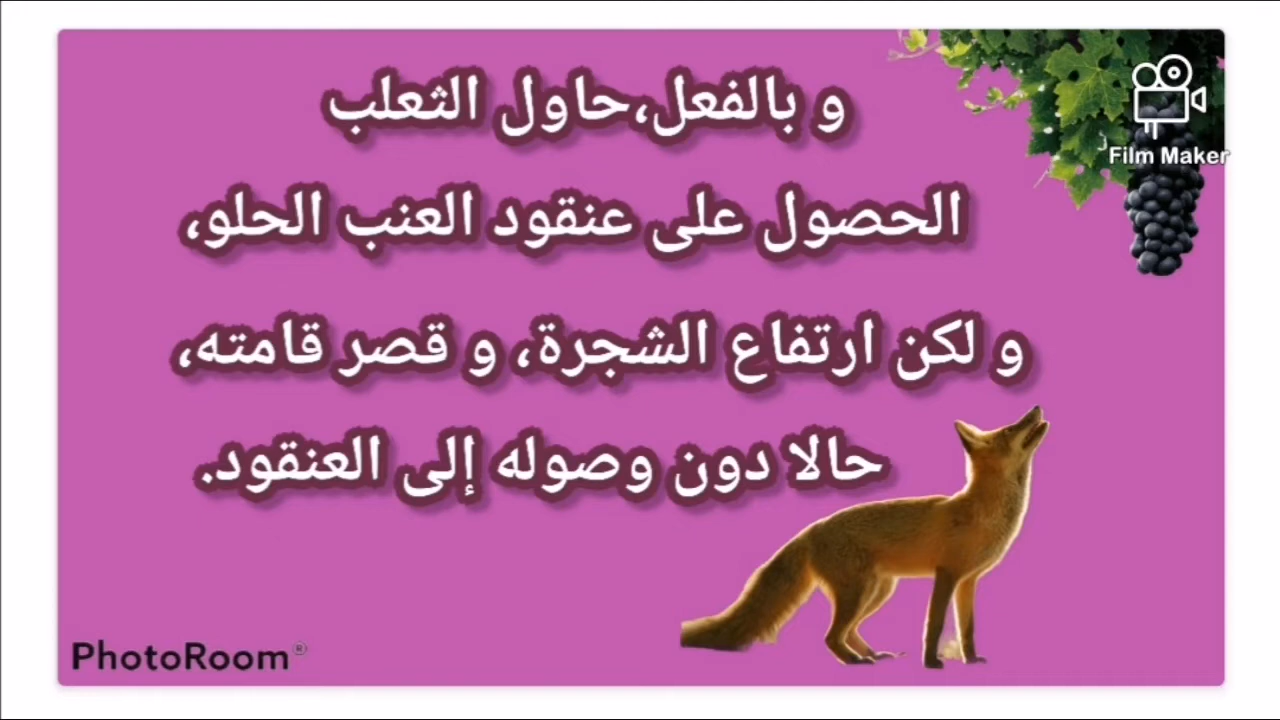 و بالفعل،حاول الثعلب
الحصول على عنقود العنب الحلو،
و لكن ارتفاع الشجرة، و قصر قامته،
حالا دون وصوله إلى العنقود.
Film Maker
PhotoRoom®